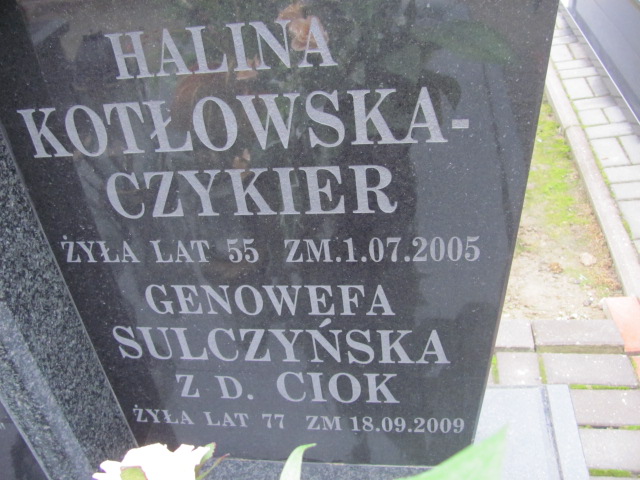 HALINA
KOTŁOWSKA-
CZYKIER
ŻYŁA LAT 55 ZM.1.07.2005
GENOWEFA
SULCZYŃSKA
Z D. CIOK
ŻYŁA LAT 77 ZM 18.09.2009